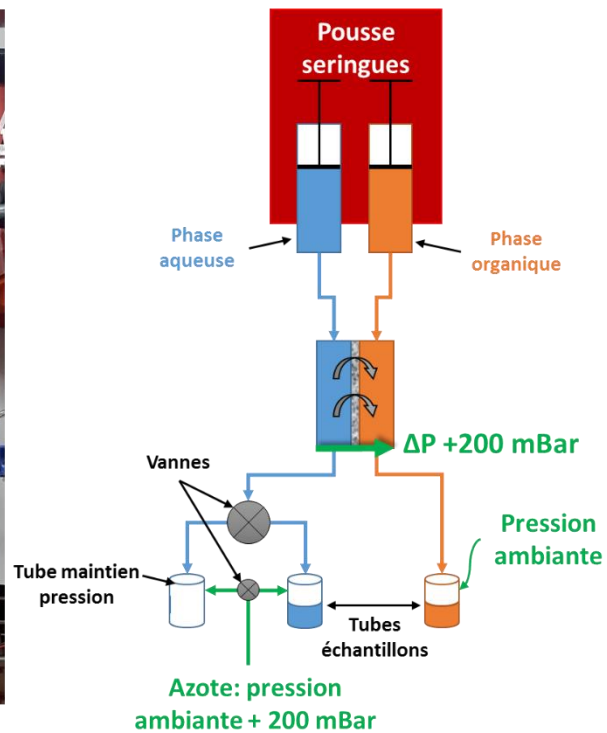 Pousse
seringues
Phase
aqueuse
Phase
organique
ΔP +200 mBar
Vannes
Pression
ambiante
Tube maintien
pression
Tubes
échantillons
Azote: pression
ambiante + 200 mBar